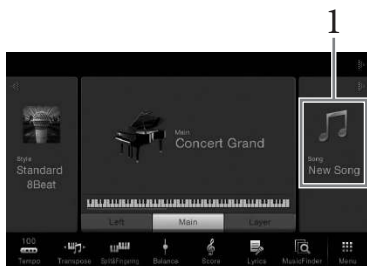 1
Style
Standard
8Beat
Main
Concert Grand
Song
New Song
Left Main Layer
100
Tempo Transpose Split&Fingering Balance Score Lyrics MusicFinder Menu